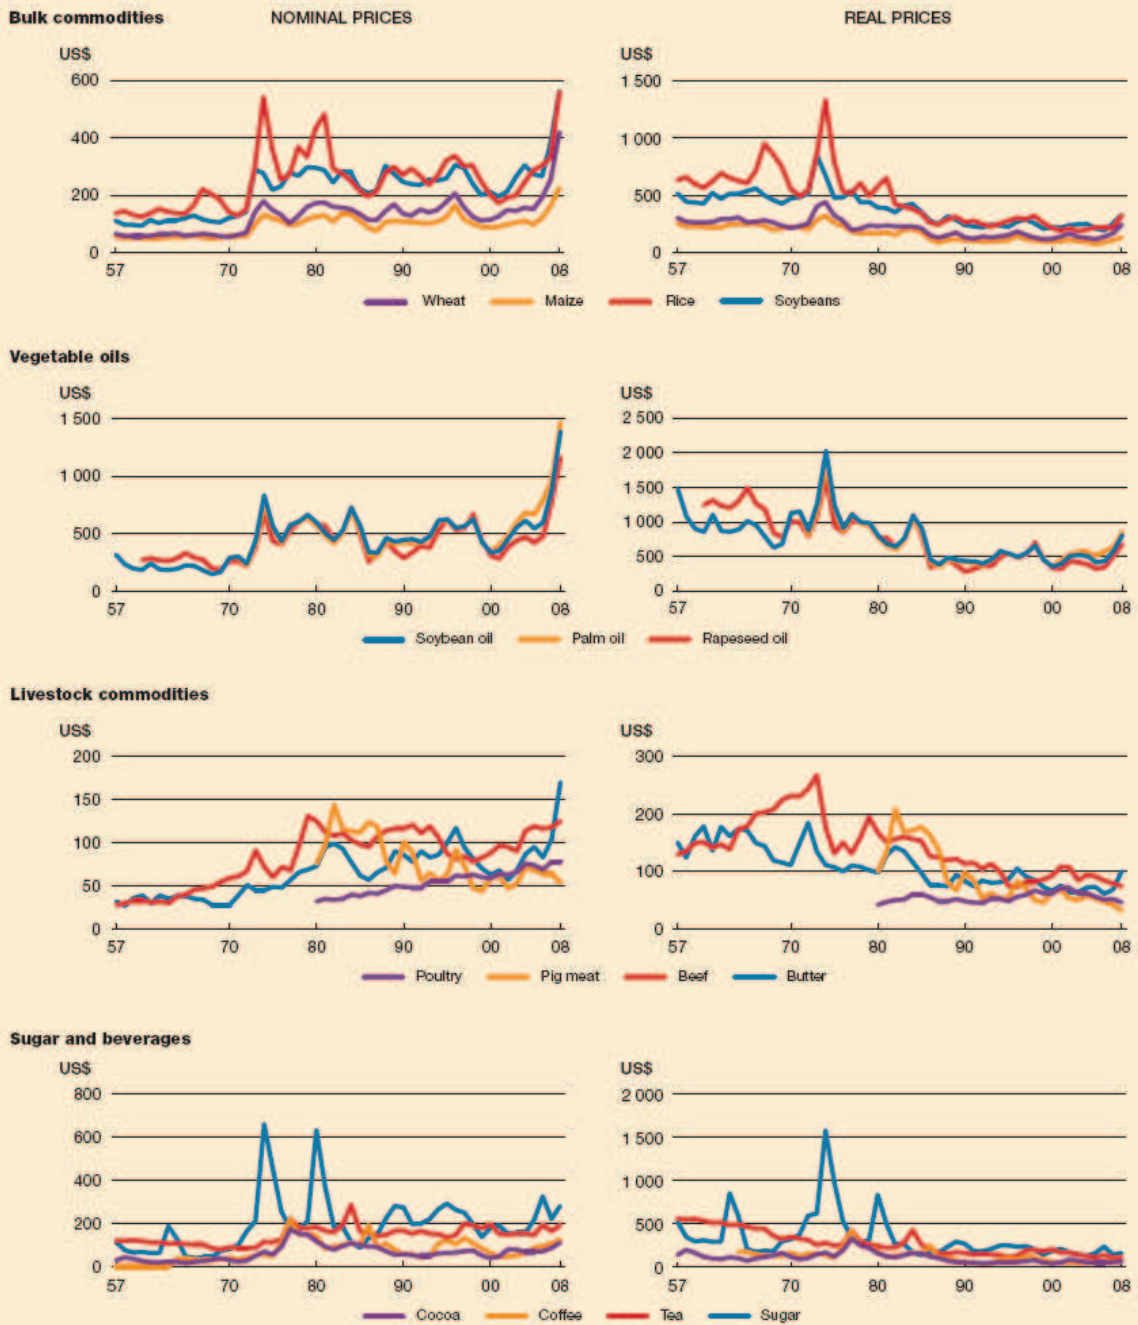 Bulk commodities NOMINAL PRICES REAL PRICES
US$ US$
600 1 500
400 1 000
200 500
0 0
57 70 80 90 00 08 57 70 80 90 00 08
Wheat Maize Rice Soybeans
Vegetable oils
US$ US$
1 500 2 500
2 000
1 000 1 500
500 1 000
500
0 0
57 70 80 90 00 08 57 70 80 90 00 08
Soybean oil Palm oil Rapeseed oil
Livestock commodities
US$ US$
200 300
150 200
100
50 100
0 0
57 70 80 90 00 08 57 70 80 90 00 08
Poultry Pig meat Beef Butter
Sugar and beverages
US$ US$
800 2 000
600 1 500
400 1 000
200 500
0 0
57 70 80 90 00 08 57 70 80 90 00 08
Cocoa Coffee Tea Sugar